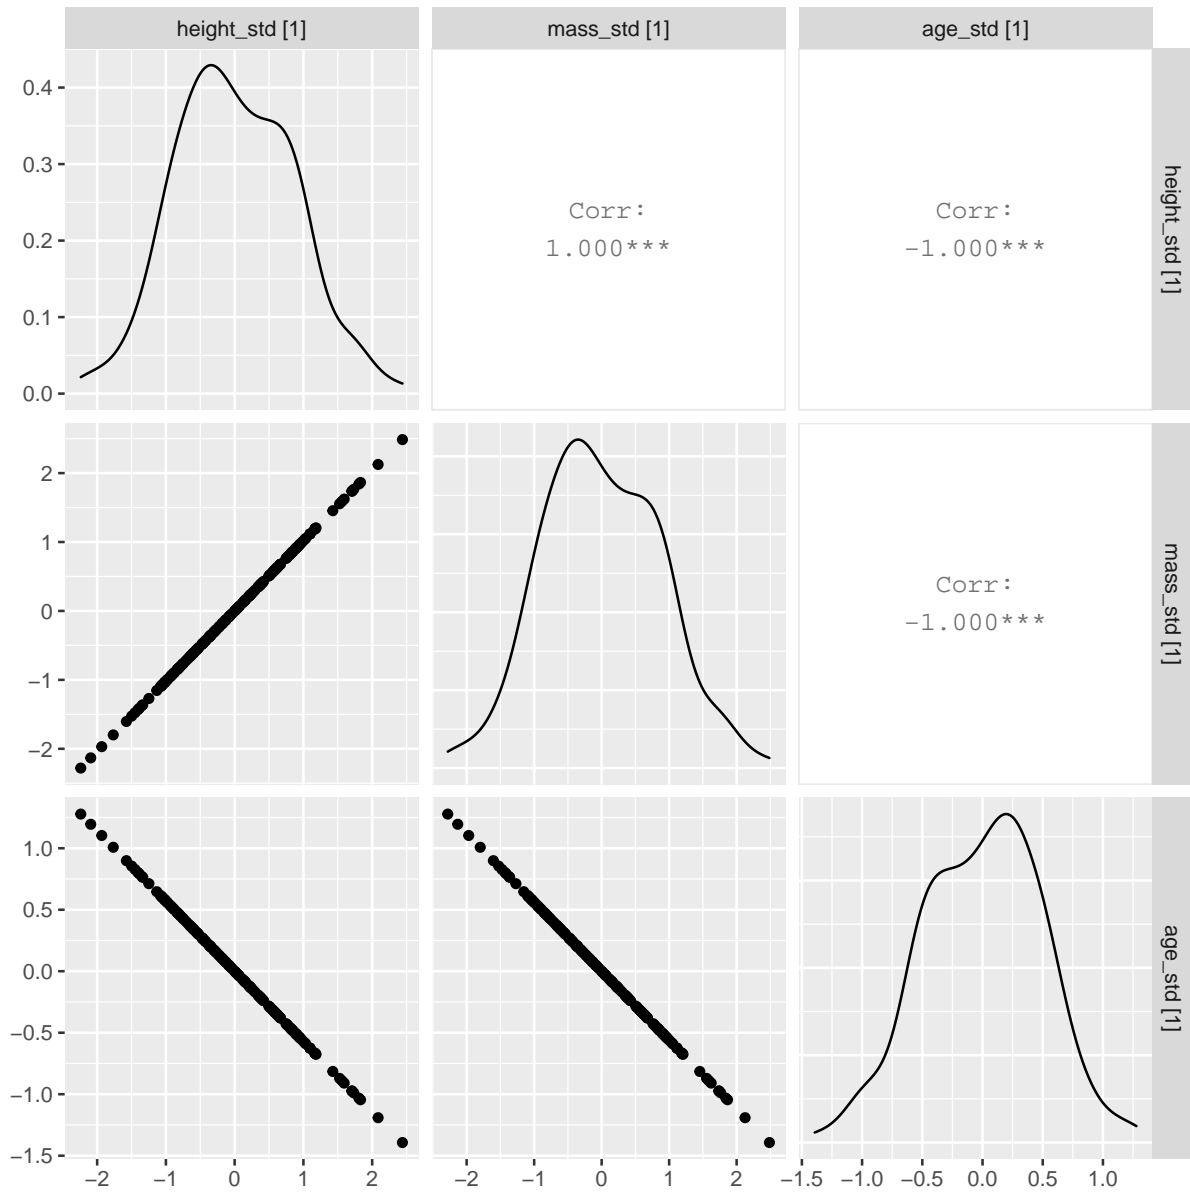 height_std [1]
mass_std [1]
age_std [1]
0.4
0.3
0.2
0.1
0.0
Corr:
1.000***
Corr:
−1.000***
height_std [1]
2
1
0
−1
−2
Corr:
−1.000***
mass_std [1]
1.0
0.5
0.0
−0.5
−1.0
−1.5
age_std [1]
−2 −1 0 1 2
−2 −1 0 1 2
−1.5 −1.0 −0.5 0.0 0.5 1.0